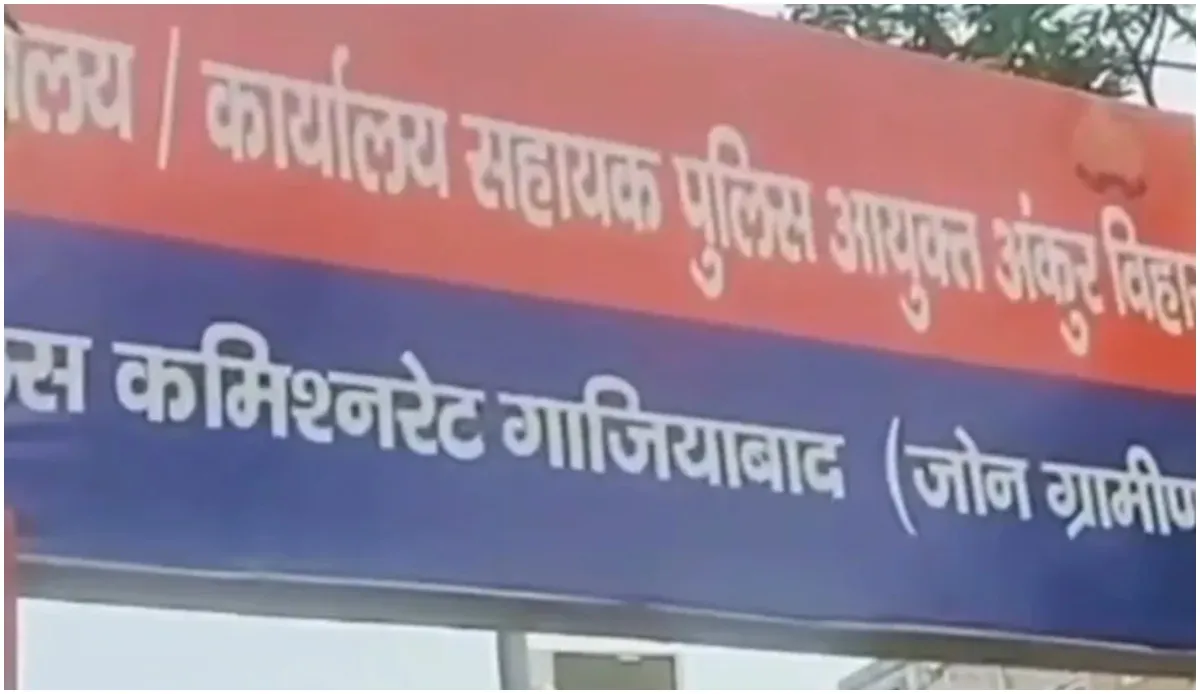 / कार्यालय सहायक पुलिस आयुक्त अंकुर विहार
कमिश्नरेट गाजियाबाद (जोन ग्रामीण